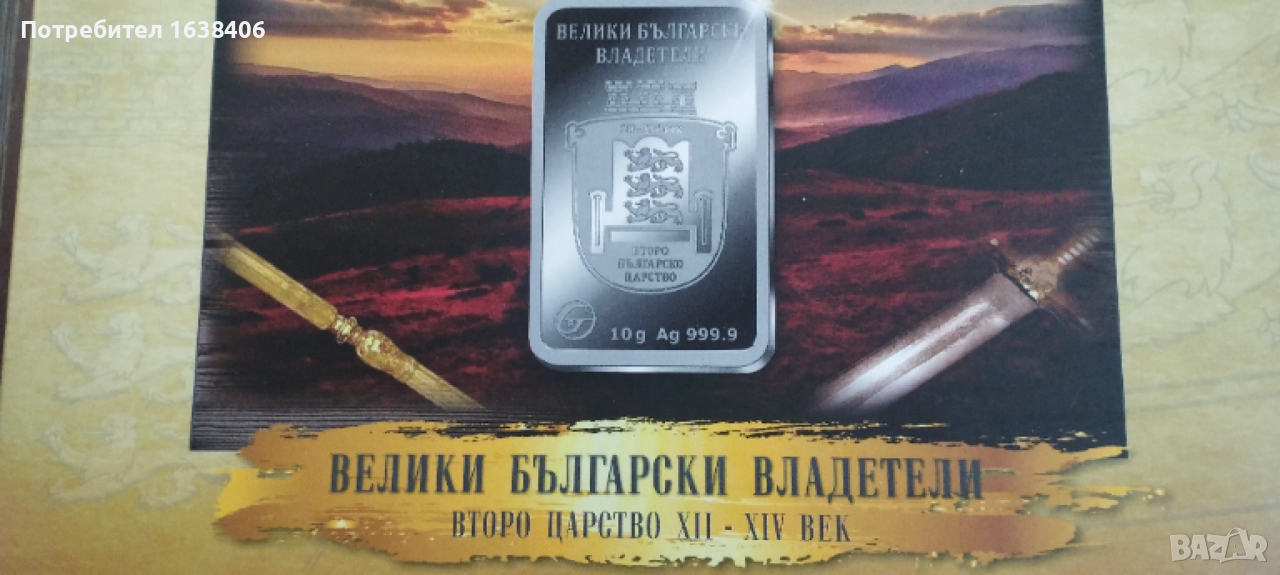 Потребител 1638406
ВЕЛИКИ БЪЛГАРСКИ
ВЛАДЕТЕЛИ
ВТОРО
БЪЛГАРСКО
ЦАРСТВО
10g Ag 999.9
ВЕЛИКИ БЪЛГАРСКИ ВЛАДЕТЕЛИ
ВТОРО ЦАРСТВО XII - XIV ВЕК
BAZAR